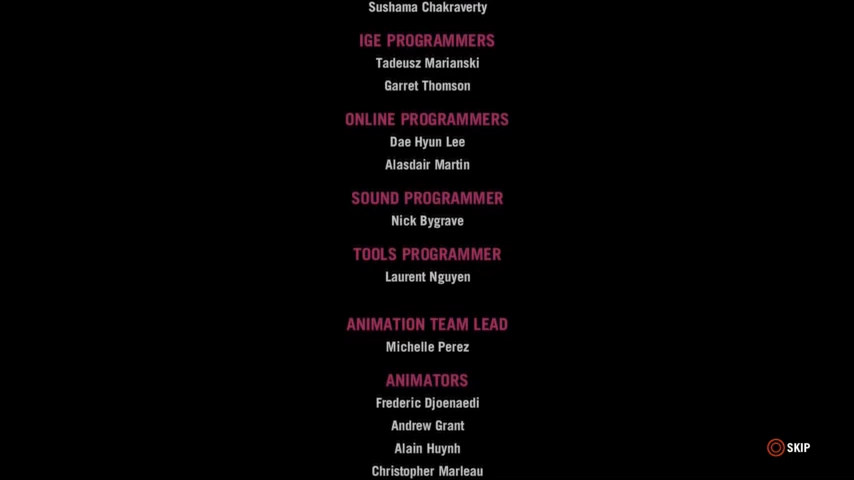 Sushama Chakraverty
IGE PROGRAMMERS
Tadeusz Marianski
Garret Thomson
ONLINE PROGRAMMERS
Dae Hyun Lee
Alasdair Martin
SOUND PROGRAMMER
Nick Bygrave
TOOLS PROGRAMMER
Laurent Nguyen
ANIMATION TEAM LEAD
Michelle Perez
ANIMATORS
Frederic Djoenaedi
Andrew Grant
Alain Huynh
SKIP
Christopher Marleau